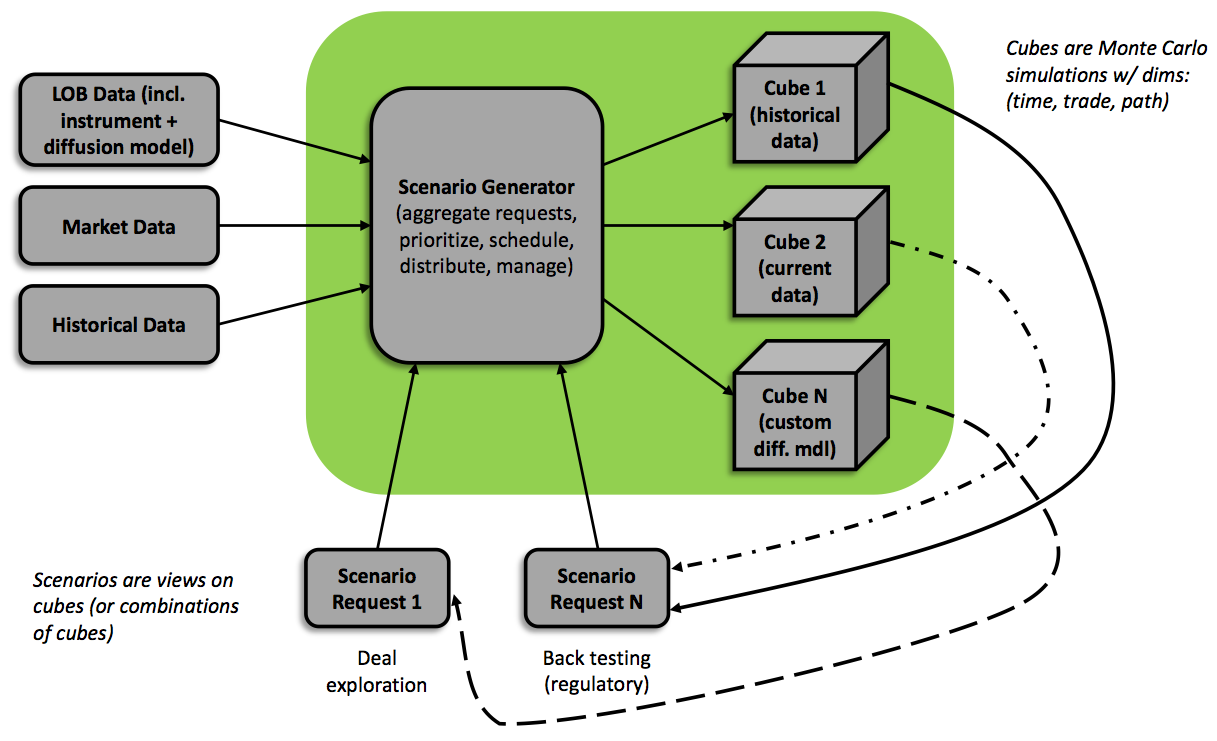 LOB Data (incl.
instrument +
diffusion model)
Market Data
Historical Data
Scenario Generator
(aggregate requests,
prioritize, schedule,
distribute, manage)
Cube 1
(historical
data)
Cube 2
(current
data)
Cube N
(custom
diff. mdl)
Cubes are Monte Carlo
simulations w/ dims:
(time, trade, path)
Scenarios are views on
cubes (or combinations
of cubes)
Scenario
Request 1
Deal
exploration
Scenario
Request N
Back testing
(regulatory)